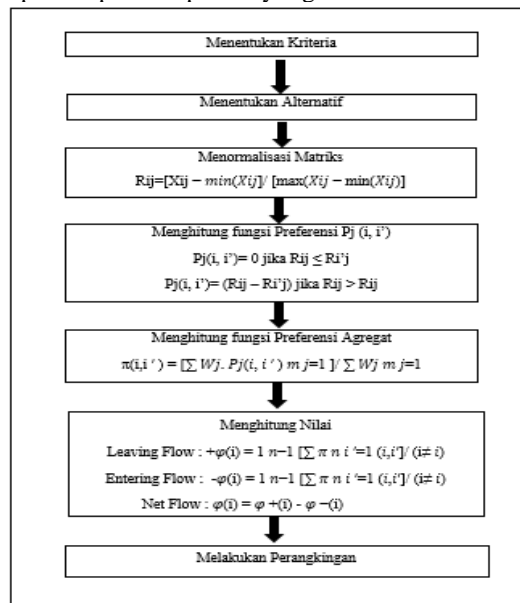 Menentukan Kriteria
Menentukan Alternatif
Menormalisasi Matriks
Rij=[Xij − min(Xij]/ [max(Xij − min(Xij)]
Menghitung fungsi Preferensi Pj (i, i’)
Pj(i, i’)= 0 jika Rij ≤ Ri’j
Pj(i, i’)= (Rij – Ri’j) jika Rij > Rij
Menghitung fungsi Preferensi Agregat
π(i,i ′ ) = [∑ Wj. Pj(i, i ′ ) m j=1 ]/ ∑ Wj m j=1
Menghitung Nilai
Leaving Flow : +φ(i) = 1 n−1 [∑ π n i ′=1 (i,i′]/ (i≠ i)
Entering Flow : -φ(i) = 1 n−1 [∑ π n i ′=1 (i,i′]/ (i≠ i)
Net Flow : φ(i) = φ +(i) - φ −(i)
Melakukan Perangkingan